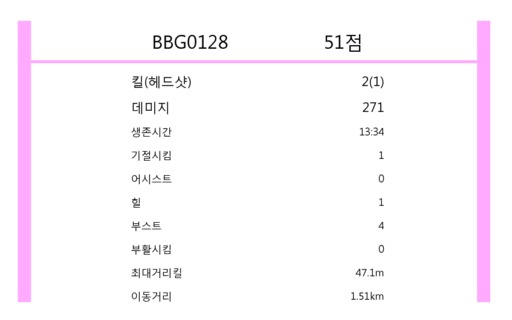 BBG0128 51점
킬(헤드샷) 2(1)
데미지 271
생존시간 13:34
기절시킴 1
어시스트 0
힐 1
부스트 4
부활시킴 0
최대거리킬 47.1m
이동거리 1.51km